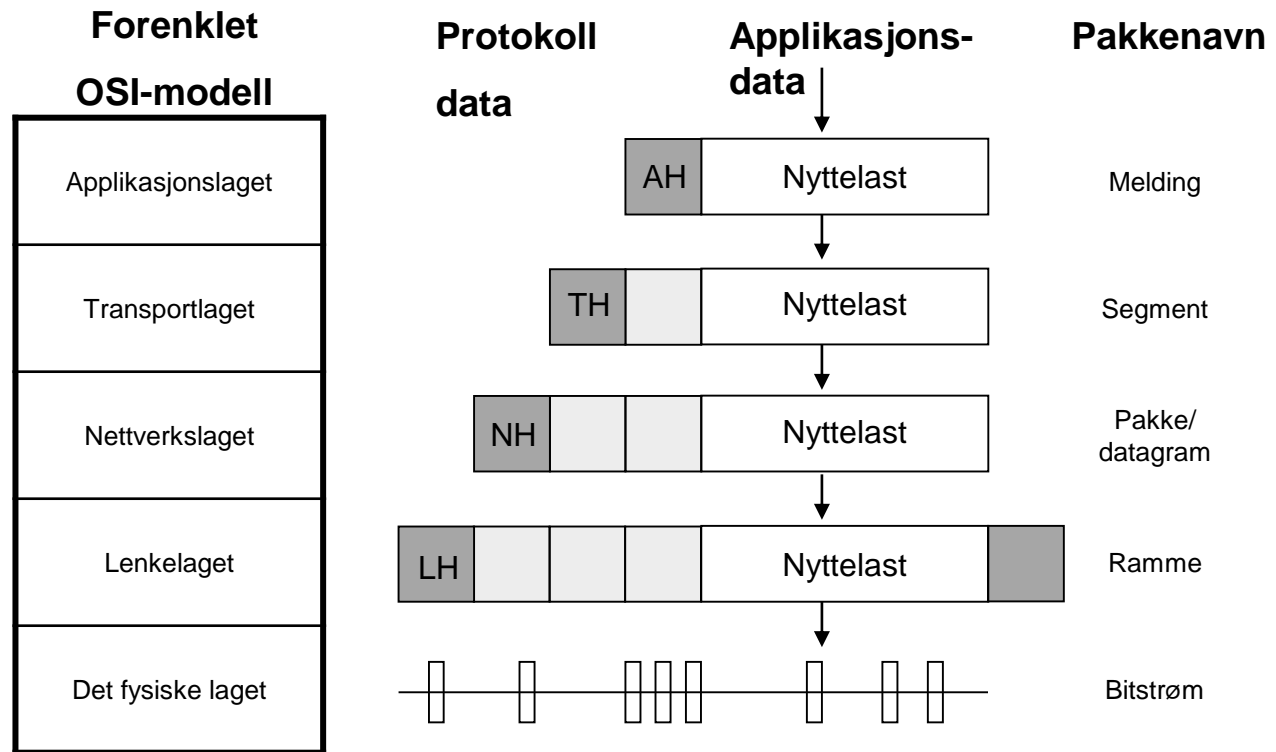 Forenklet
OSI-modell
Protokoll
data
Applikasjons-
data
Pakkenavn
Applikasjonslaget
AH
Nyttelast
Melding
Transportlaget
TH
Nyttelast
Segment
Nettverkslaget
NH
Nyttelast
Pakke/
datagram
Lenkelaget
LH
Nyttelast
Ramme
Det fysiske laget
Bitstrøm